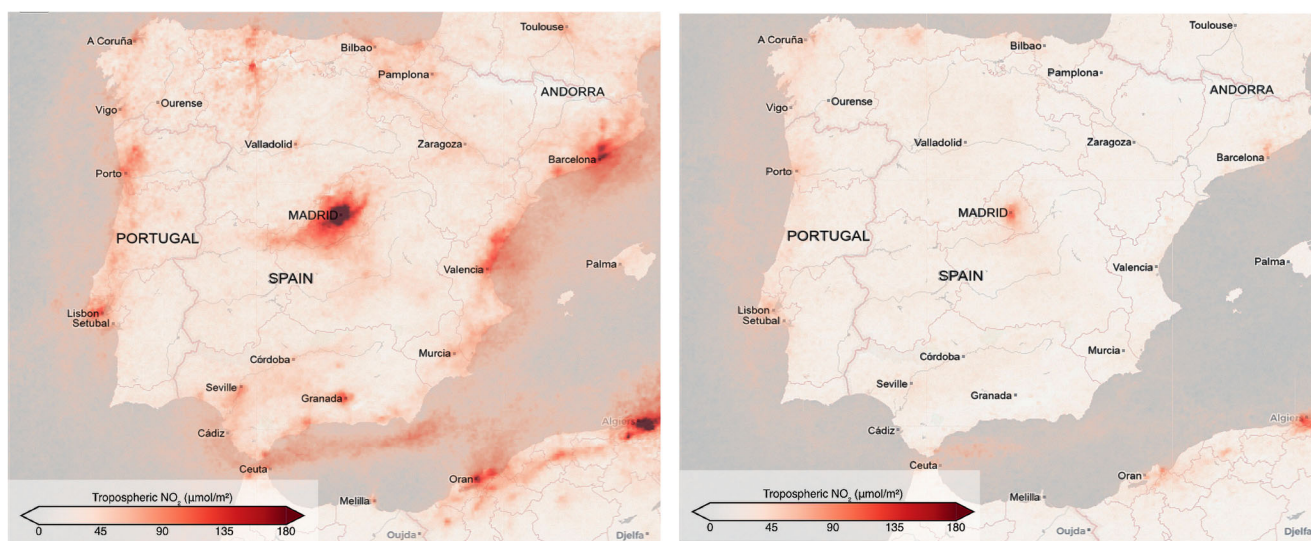 Toulouse
A Coruña
Bilbao
Pamplona
ANDORRA
Vigo
Ourense
Valladolid
Zaragoza
Barcelona
Porto
MADRID
PORTUGAL
Valencia
Palma
SPAIN
Lisbon
Setubal
Córdoba
Murcia
Seville
Granada
Cádiz
Ceuta
Oran
Tropospheric NO₂ (μmol/m²)
Melilla
0 45 90 135 180
Oujda
Djelfa
Toulouse
A Coruña
Bilbao
Pamplona
ANDORRA
Vigo
Ourense
Valladolid
Zaragoza
Barcelona
Porto
MADRID
PORTUGAL
Valencia
Palma
SPAIN
Lisbon
Setubal
Córdoba
Murcia
Seville
Granada
Cádiz
Ceuta
Oran
Tropospheric NO₂ (μmol/m²)
Melilla
0 45 90 135 180
Oujda
Djelfa